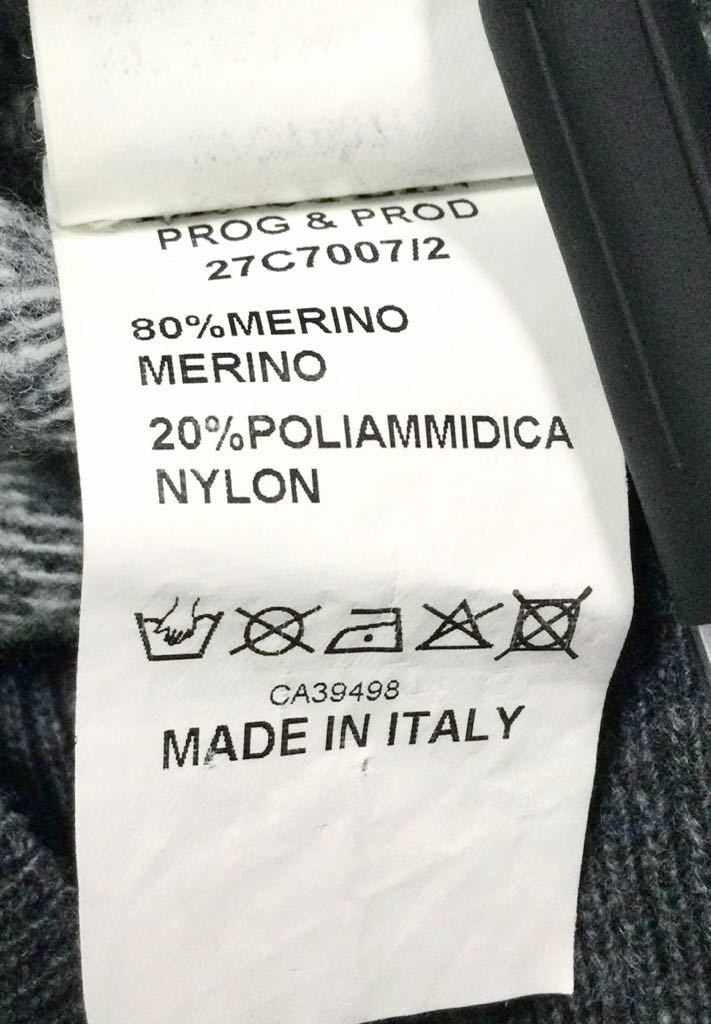 PROG & PROD
27C7007/2
80%MERINO
MERINO
20%POLIAMMIDICA
NYLON
CA39498
MADE IN ITALY